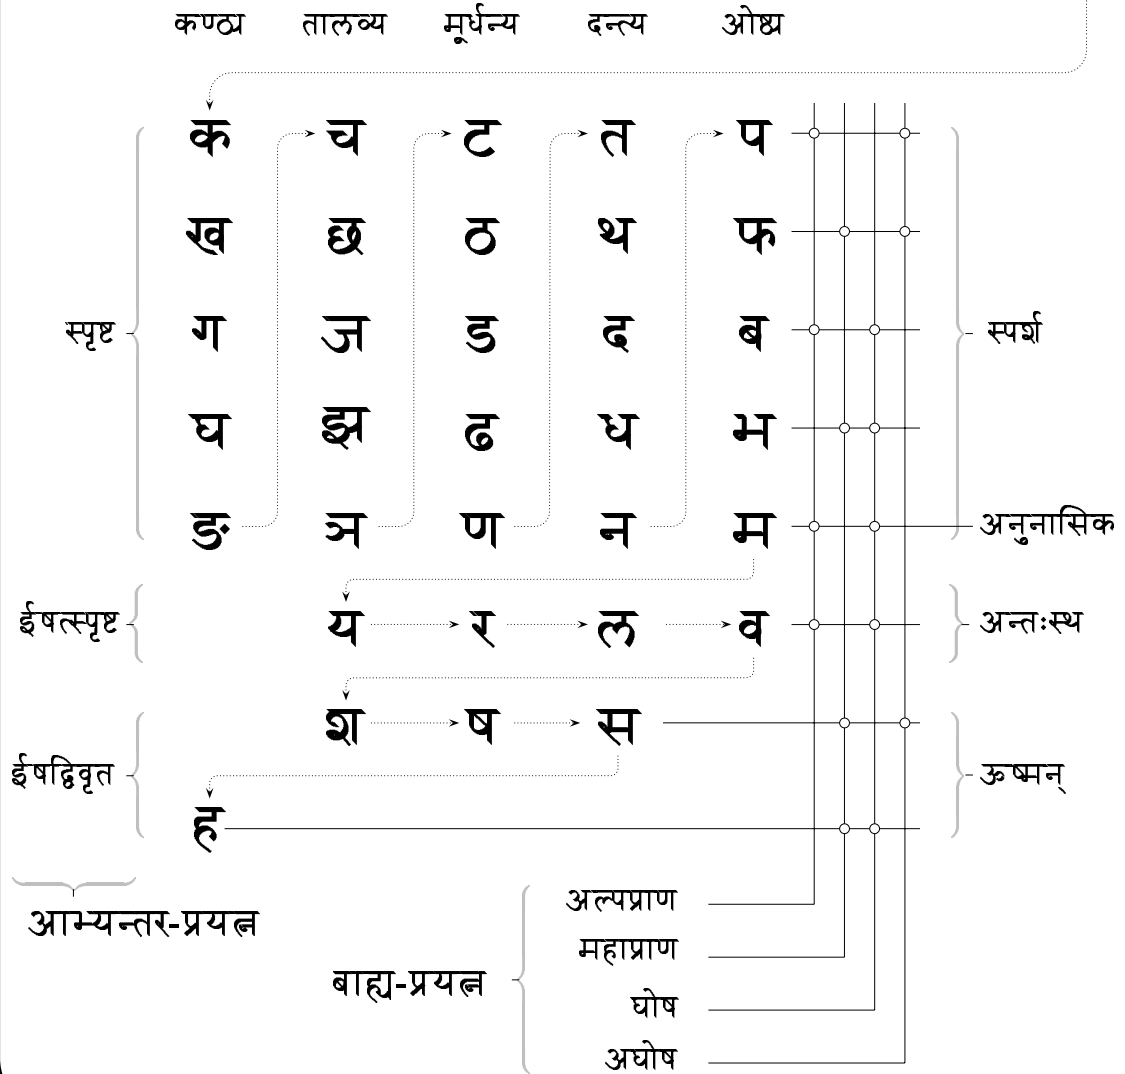 कण्ठ्य तालव्य मूर्धन्य दन्त्य ओष्ठ्य
क च ट त प
ख छ ठ थ फ
स्पृष्ट ग ज ड द ब स्पर्श
घ झ ढ ध भ
ङ ञ ण न म अनुनासिक
ईषत्स्पृष्ट य र ल व अन्तःस्थ
श ष स
ईषद्विवृत ऊष्मन्
ह
अल्पप्राण
आभ्यन्तर-प्रयत्न
महाप्राण
बाह्य-प्रयत्न
घोष
अघोष